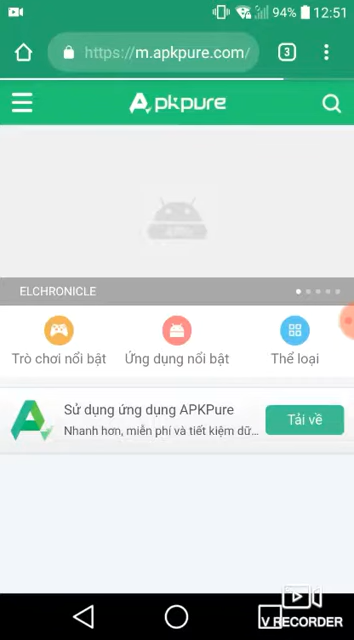 94% 12:51
https://m.apkpure.com/
3
Apkpure
ELCHRONICLE
Trò chơi nổi bật
Ứng dụng nổi bật
Thể loại
Sử dụng ứng dụng APKPure
Nhanh hơn, miễn phí và tiết kiệm dữ...
Tải về
V RECORDER